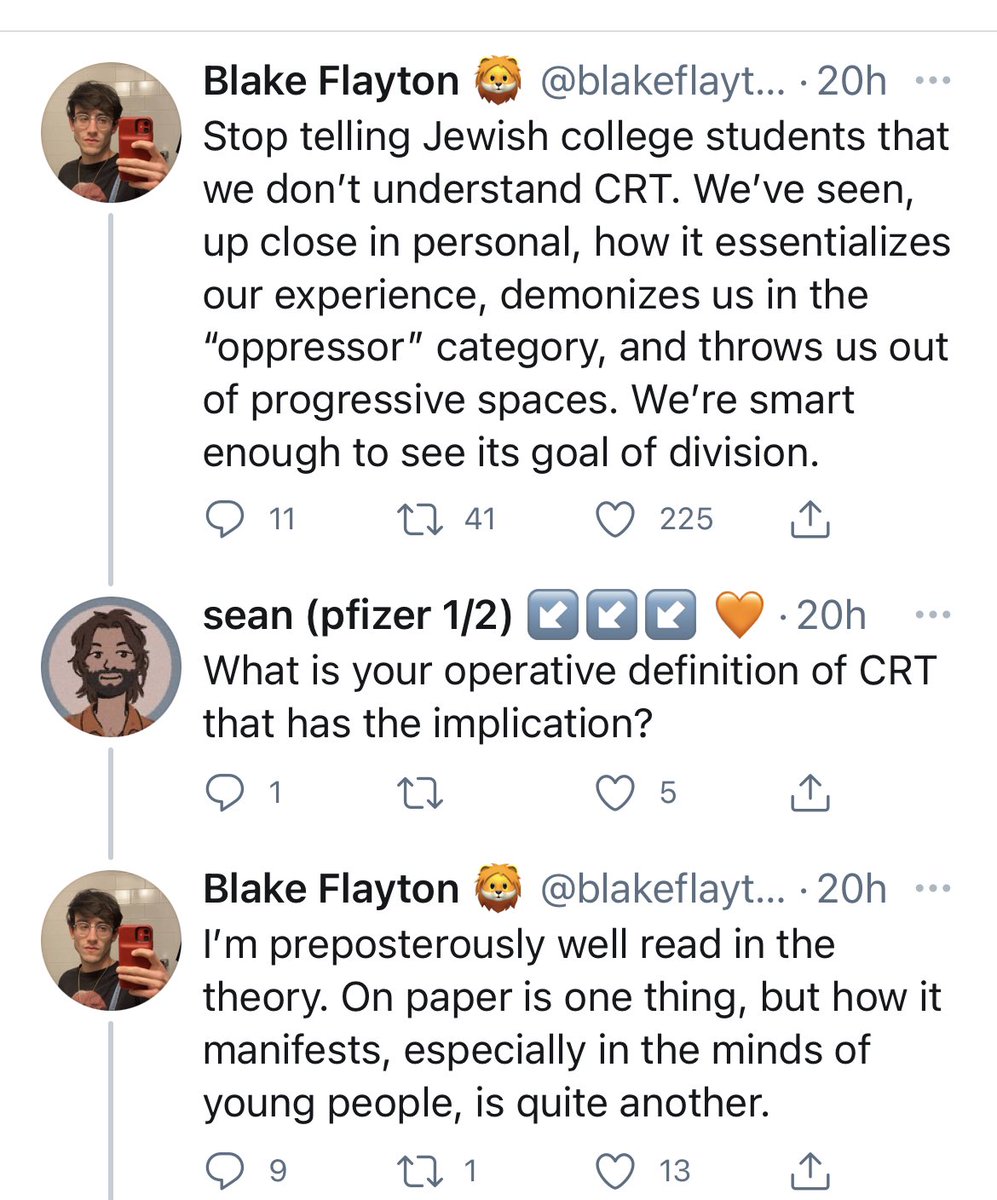 Blake Flayton 🦁 @blakeflayt... · 20h
Stop telling Jewish college students that
we don’t understand CRT. We’ve seen,
up close in personal, how it essentializes
our experience, demonizes us in the
“oppressor” category, and throws us out
of progressive spaces. We’re smart
enough to see its goal of division.
11 41 225
sean (pfizer 1/2) ↙️↙️↙️ 🧡 · 20h
What is your operative definition of CRT
that has the implication?
1 5
Blake Flayton 🦁 @blakeflayt... · 20h
I’m preposterously well read in the
theory. On paper is one thing, but how it
manifests, especially in the minds of
young people, is quite another.
9 1 13